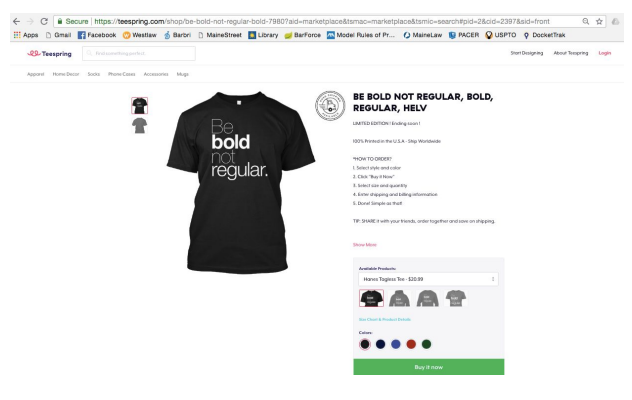 Secure | https://teespring.com/shop/be-bold-not-regular-bold-7980?aid=marketplace&tsmac=marketplace&tsmic=search#pid=2&cid=2397&sid=front
Apps Gmail Facebook Westlaw Barbri MaineStreet Library BarForce Model Rules of Pr... MaineLaw PACER USPTO DocketTrak
Teespring Find something perfect Start Designing About Teespring Login
Apparel Home Decor Socks Phone Cases Accessories Mugs
Be
bold
not
regular.
BE BOLD NOT REGULAR, BOLD,
REGULAR, HELV
LIMITED EDITION! Ending soon !
100% Printed in the U.S.A - Ship Worldwide
*HOW TO ORDER?
1. Select style and color
2. Click "Buy it Now"
3. Select size and quantity
4. Enter shipping and billing information
5. Done! Simple as that!
TIP: SHARE it with your friends, order together and save on shipping.
Show More
Available Products:
Hanes Tagless Tee - $20.99
Size Chart & Product Details
Colors:
Buy it now